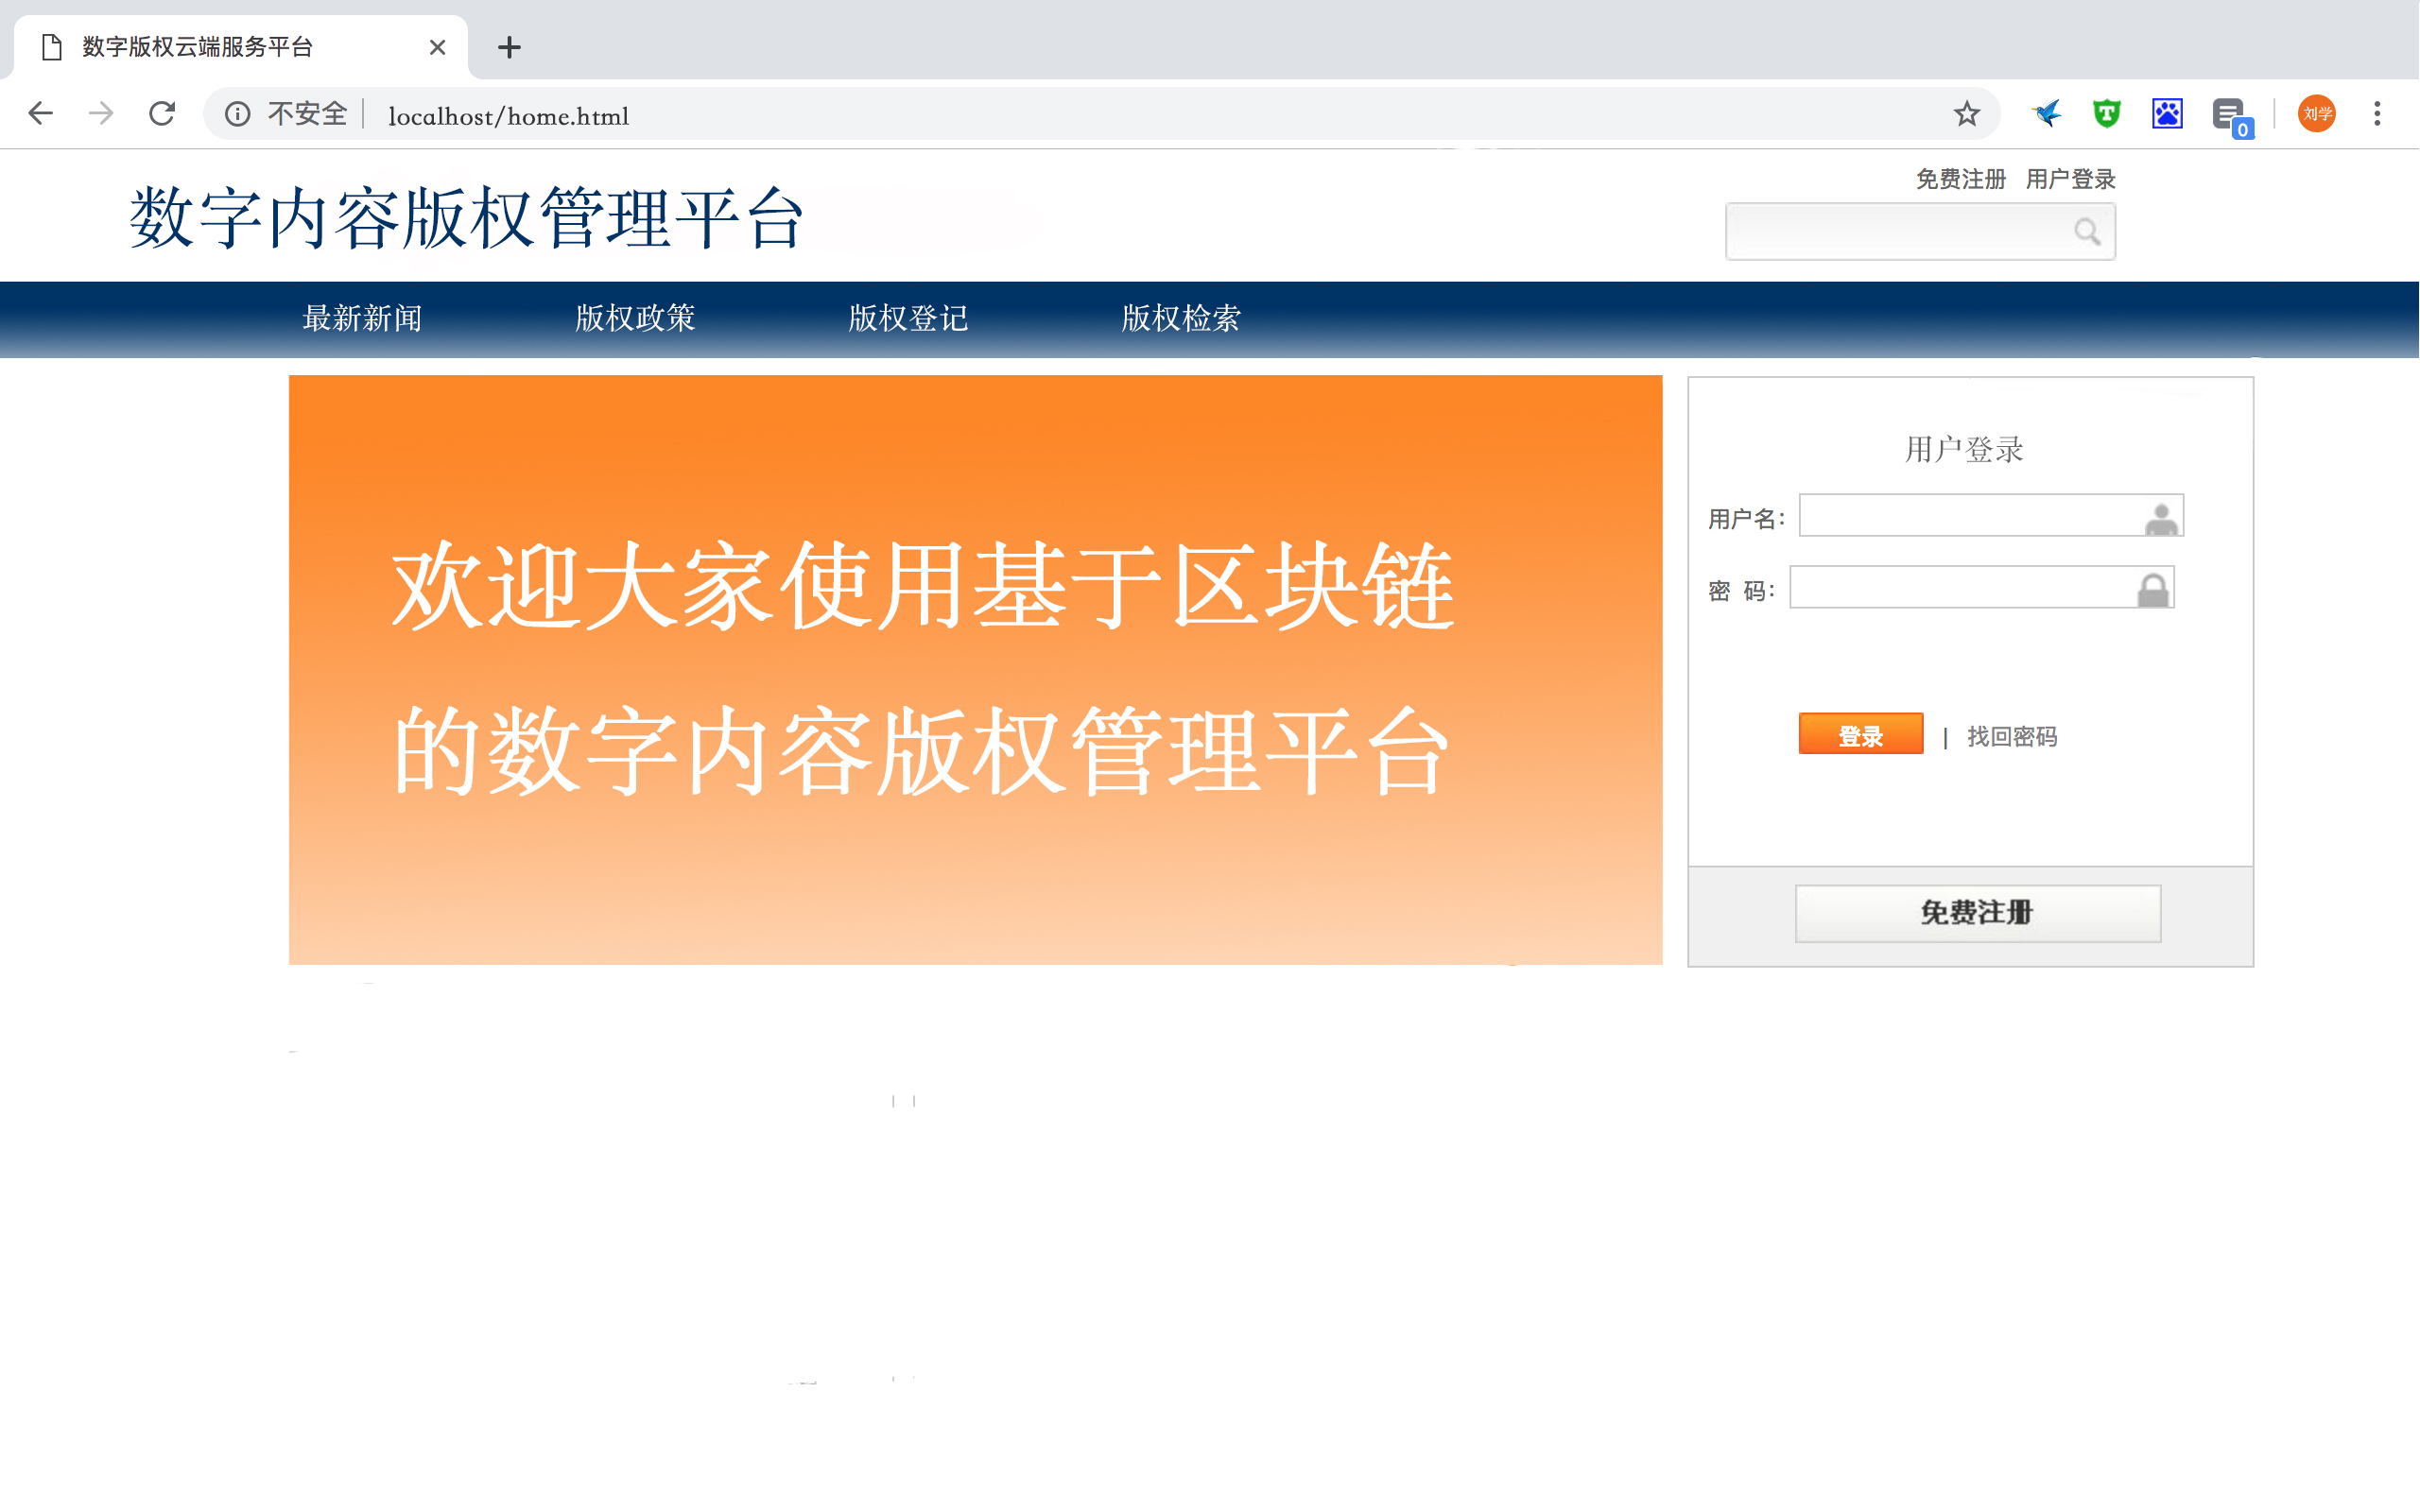 数字版权云端服务平台
不安全 localhost/home.html
0
刘学
免费注册 用户登录
数字内容版权管理平台
最新新闻 版权政策 版权登记 版权检索
欢迎大家使用基于区块链
的数字内容版权管理平台
用户登录
用户名:
密 码:
登录 | 找回密码
免费注册